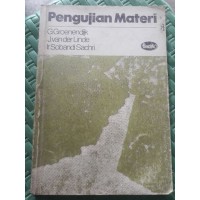 Pengujian Materi
G.Groenendijk
J.van der Linde
Ir.Sobandi Sachri